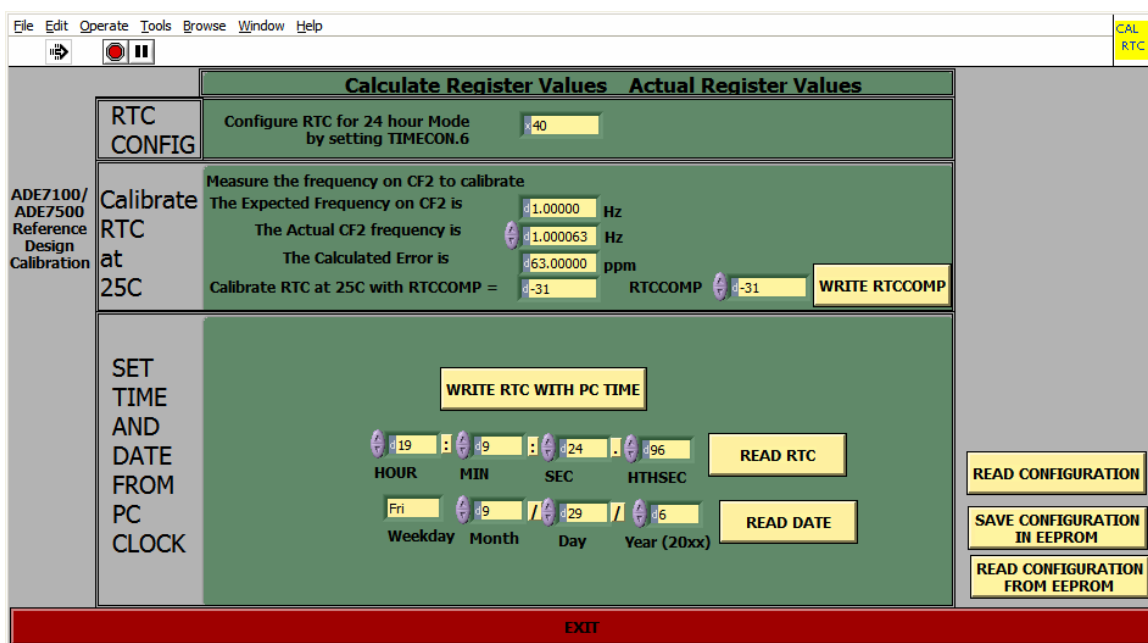 File Edit Operate Tools Browse Window Help
CAL
RTC
Calculate Register Values Actual Register Values
RTC
CONFIG
Configure RTC for 24 hour Mode
by setting TIMECON.6
x 40
ADE7100/
ADE7500
Reference
Design
Calibration
Calibrate
RTC
at
25C
Measure the frequency on CF2 to calibrate
The Expected Frequency on CF2 is d 1.00000 Hz
The Actual CF2 frequency is d 1.000063 Hz
The Calculated Error is d 63.00000 ppm
Calibrate RTC at 25C with RTCCOMP = d -31 RTCCOMP d -31 WRITE RTCCOMP
SET
TIME
AND
DATE
FROM
PC
CLOCK
WRITE RTC WITH PC TIME
d 19 : d 9 : d 24 . d 96 READ RTC
HOUR MIN SEC HTHSEC
Fri d 9 / d 29 / d 6 READ DATE
Weekday Month Day Year (20xx)
READ CONFIGURATION
SAVE CONFIGURATION
IN EEPROM
READ CONFIGURATION
FROM EEPROM
EXIT